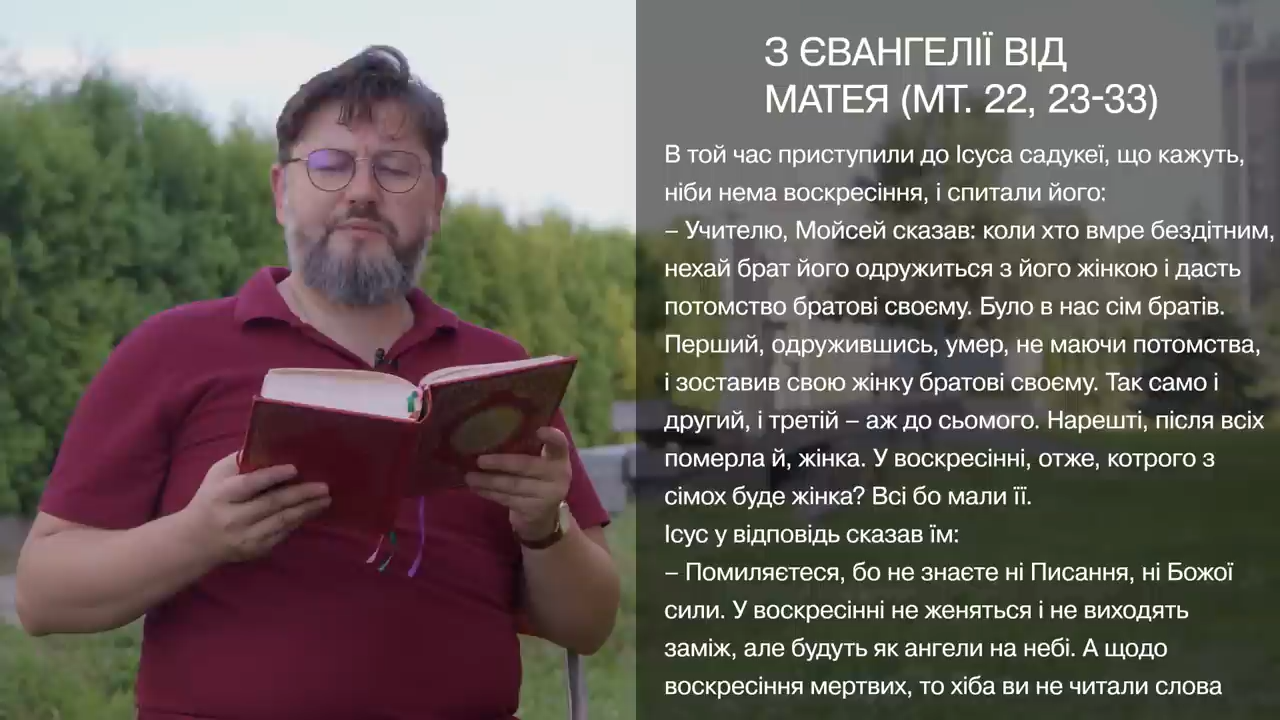 З ЄВАНГЕЛІЇ ВІД
МАТЕЯ (МТ. 22, 23-33)
В той час приступили до Ісуса садукеї, що кажуть,
ніби нема воскресіння, і спитали його:
– Учителю, Мойсей сказав: коли хто вмре бездітним,
нехай брат його одружиться з його жінкою і дасть
потомство братові своєму. Було в нас сім братів.
Перший, одружившись, умер, не маючи потомства,
і зоставив свою жінку братові своєму. Так само і
другий, і третій – аж до сьомого. Нарешті, після всіх
померла й, жінка. У воскресінні, отже, котрого з
сімох буде жінка? Всі бо мали її.
Ісус у відповідь сказав їм:
– Помиляєтеся, бо не знаєте ні Писання, ні Божої
сили. У воскресінні не женяться і не виходять
заміж, але будуть як ангели на небі. А щодо
воскресіння мертвих, то хіба ви не читали слова